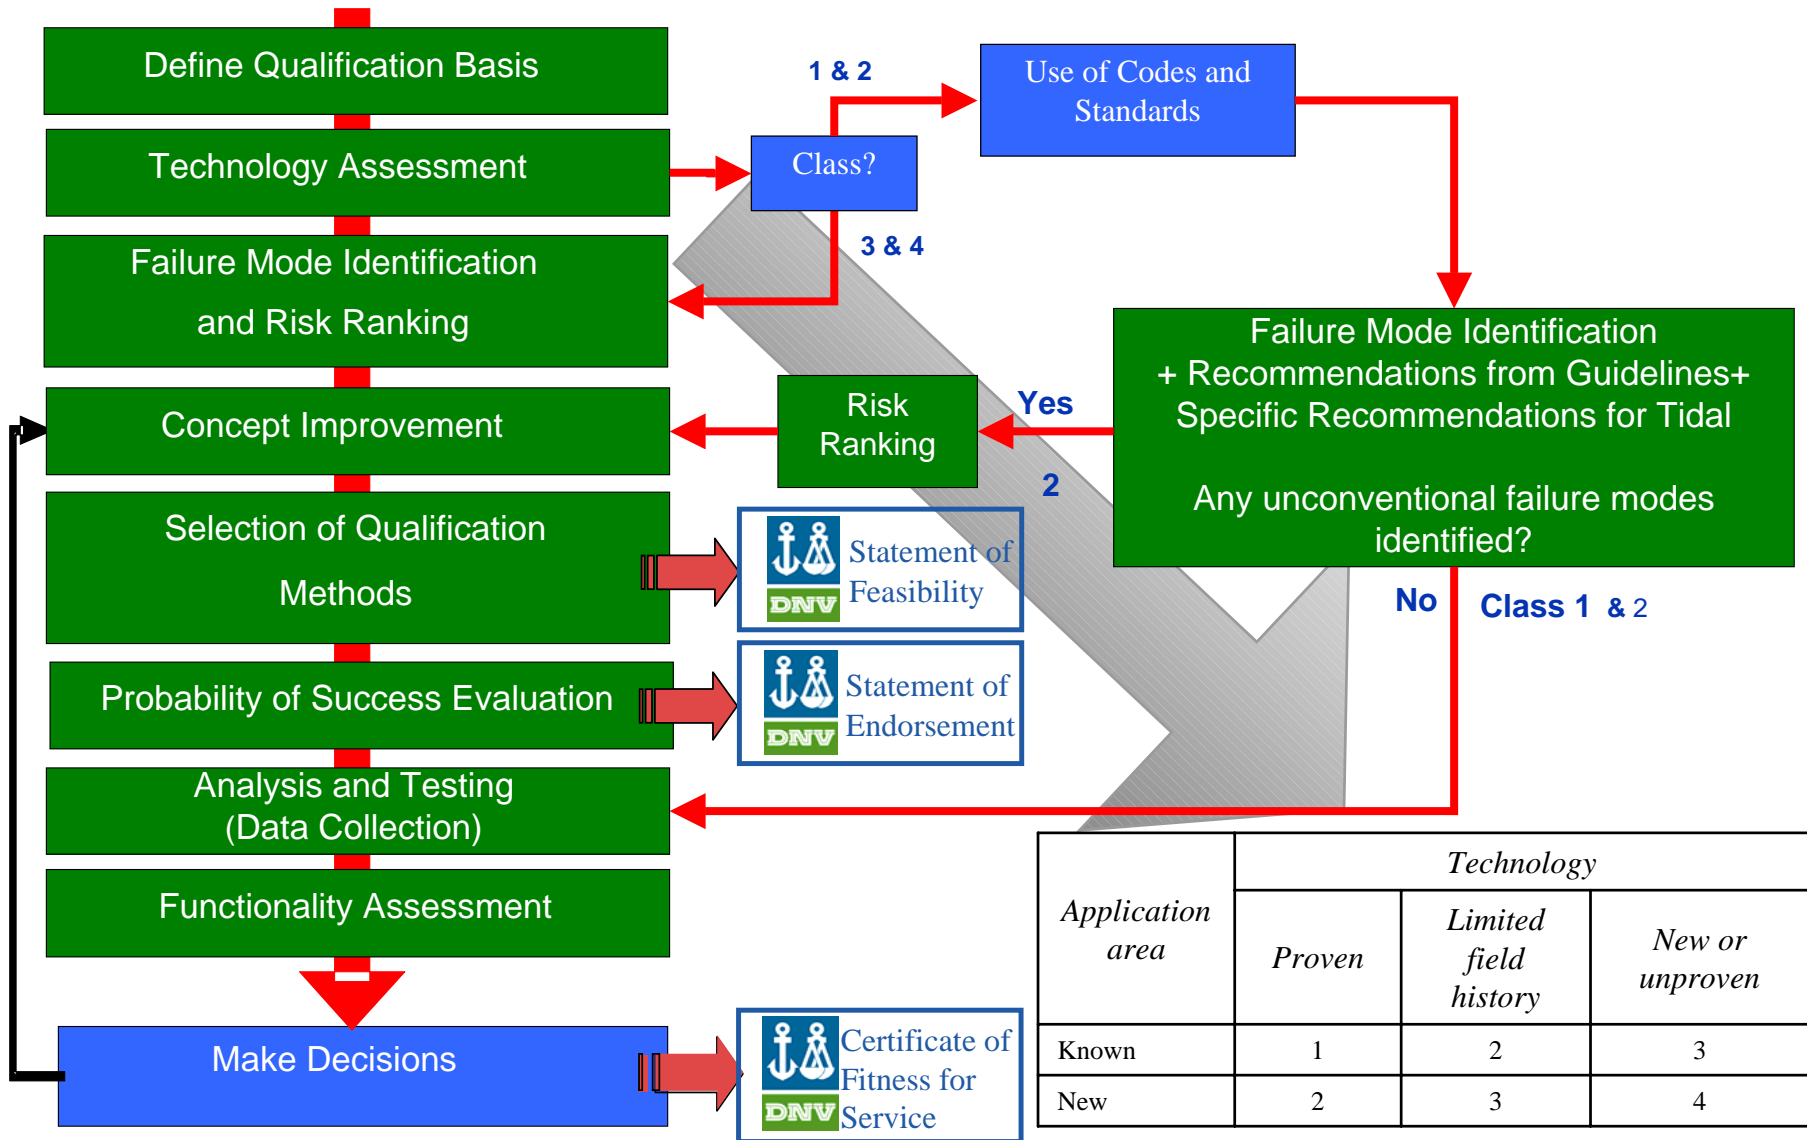 Define Qualification Basis
Technology Assessment
Failure Mode Identification
and Risk Ranking
Concept Improvement
Selection of Qualification
Methods
Probability of Success Evaluation
Analysis and Testing
(Data Collection)
Functionality Assessment
Make Decisions
Class?
1 & 2
3 & 4
Use of Codes and
Standards
Failure Mode Identification
+ Recommendations from Guidelines+
Specific Recommendations for Tidal
Any unconventional failure modes
identified?
Yes
2
Risk
Ranking
No
Class 1 & 2
DNV
Statement of
Feasibility
DNV
Statement of
Endorsement
DNV
Certificate of
Fitness for
Service
Application
area
Technology
Proven
Limited
field
history
New or
unproven
Known 1 2 3
New 2 3 4